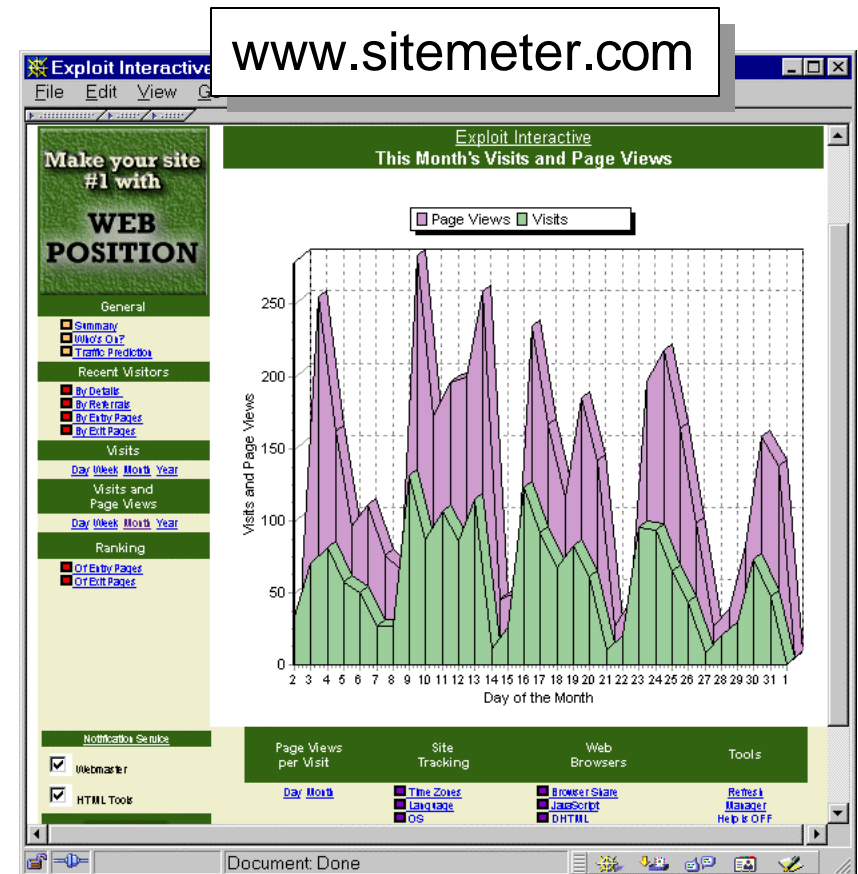 www.sitemeter.com
Exploit Interactive
File Edit View
Make your site
#1 with
WEB
POSITION
General
Summary
Who's On?
Traffic Prediction
Recent Visitors
By Details
By Referrals
By Entry Pages
By Exit Pages
Visits
Day Week Month Year
Visits and
Page Views
Day Week Month Year
Ranking
Of Entry Pages
Of Exit Pages
Notification Service
Webmaster
HTML Tools
Exploit Interactive
This Month's Visits and Page Views
Page Views Visits
Visits and Page Views
250
200
150
100
50
0
2 3 4 5 6 7 8 9 10 11 12 13 14 15 16 17 18 19 20 21 22 23 24 25 26 27 28 29 30 31 1
Day of the Month
Page Views
per Visit
Day Month
Site
Tracking
Time Zones
Language
OS
Web
Browsers
Browser Share
JavaScript
DHTML
Tools
Refresh
Manager
Help is OFF
Document: Done